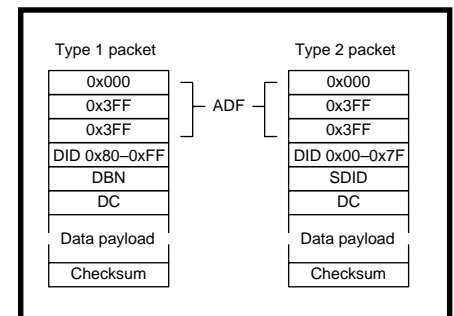 Type 1 packet Type 2 packet
0x000 0x000
0x3FF ADF 0x3FF
0x3FF 0x3FF
DID 0x80–0xFF DID 0x00–0x7F
DBN SDID
DC DC
Data payload Data payload
Checksum Checksum